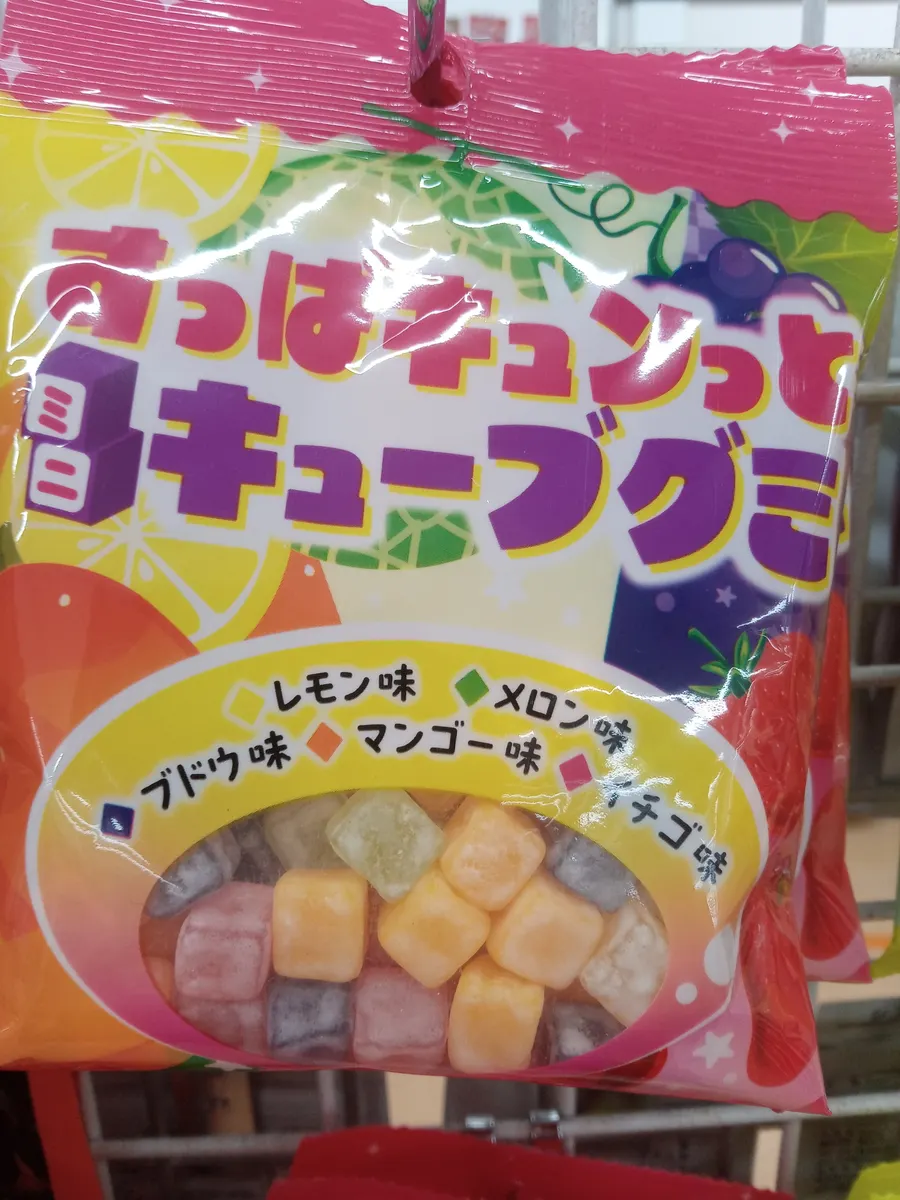 すっぱキュンっと
ミニキューブグミ
レモン味 メロン味
ブドウ味 マンゴー味 イチゴ味